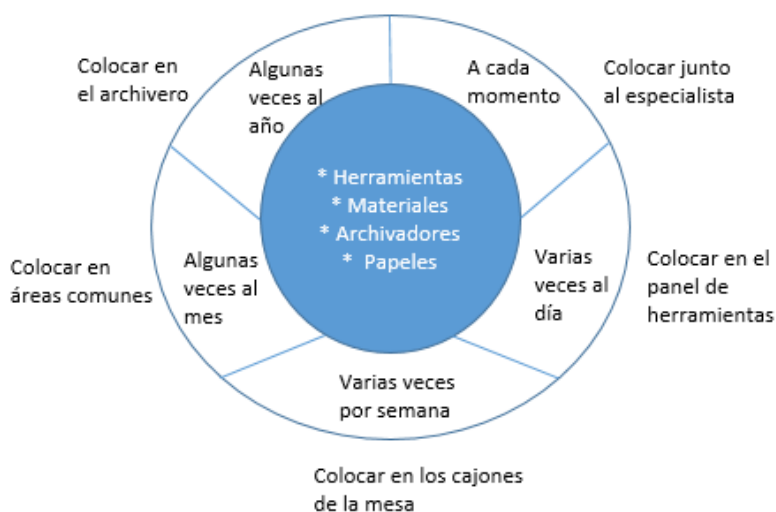 Colocar en
el archivero
Algunas
veces al
año
A cada
momento
Colocar junto
al especialista
* Herramientas
* Materiales
* Archivadores
* Papeles
Colocar en
áreas comunes
Algunas
veces al
mes
Varias
veces al
día
Colocar en el
panel de
herramientas
Varias veces
por semana
Colocar en los cajones
de la mesa